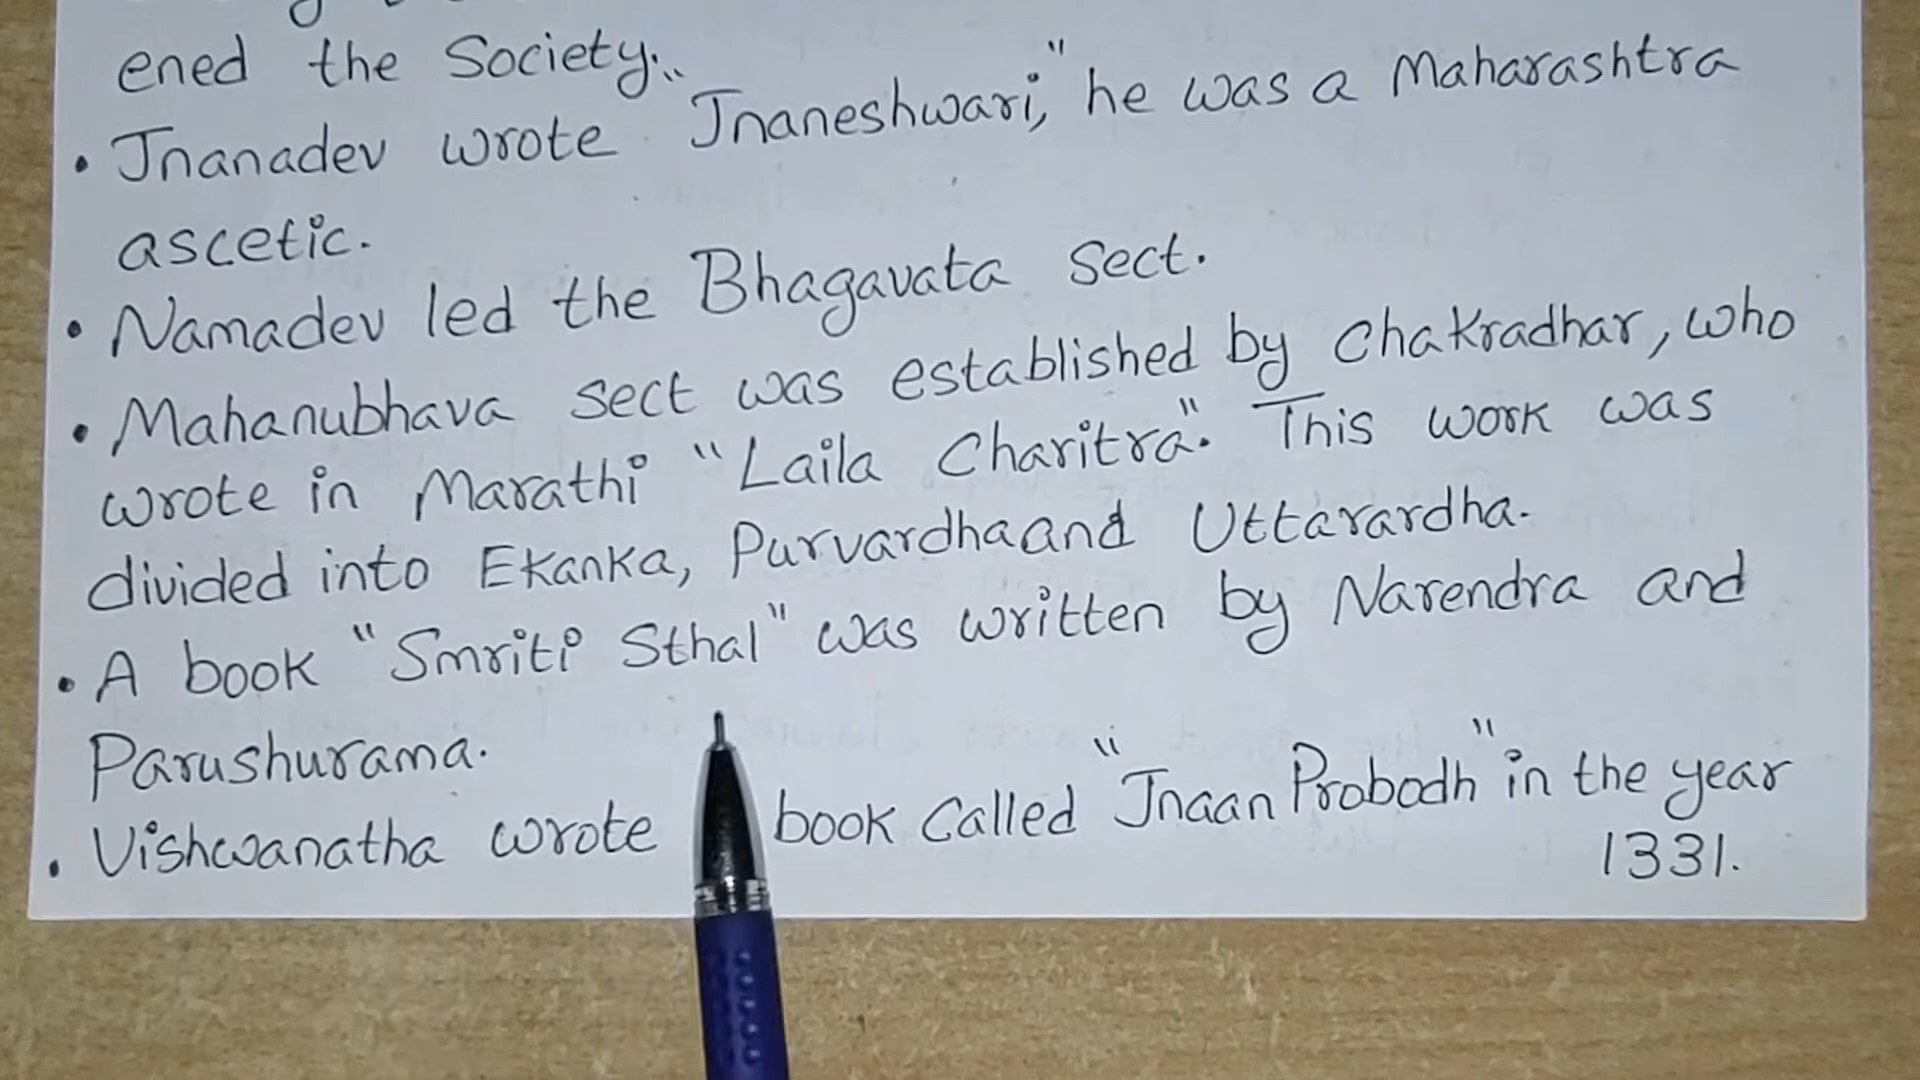 ened the Society.
• Jnanadev wrote "Jnaneshwari," he was a Maharashtra
ascetic.
• Namadev led the Bhagavata Sect.
• Mahanubhava sect was established by Chakradhar, who
wrote in Marathi "Laila Charitra". This work was
divided into Ekanka, Purvardha and Uttarardha.
• A book "Smriti Sthal" was written by Narendra and
Parushurama.
• Vishwanatha wrote book called "Jnaan Probodh" in the year
1331.